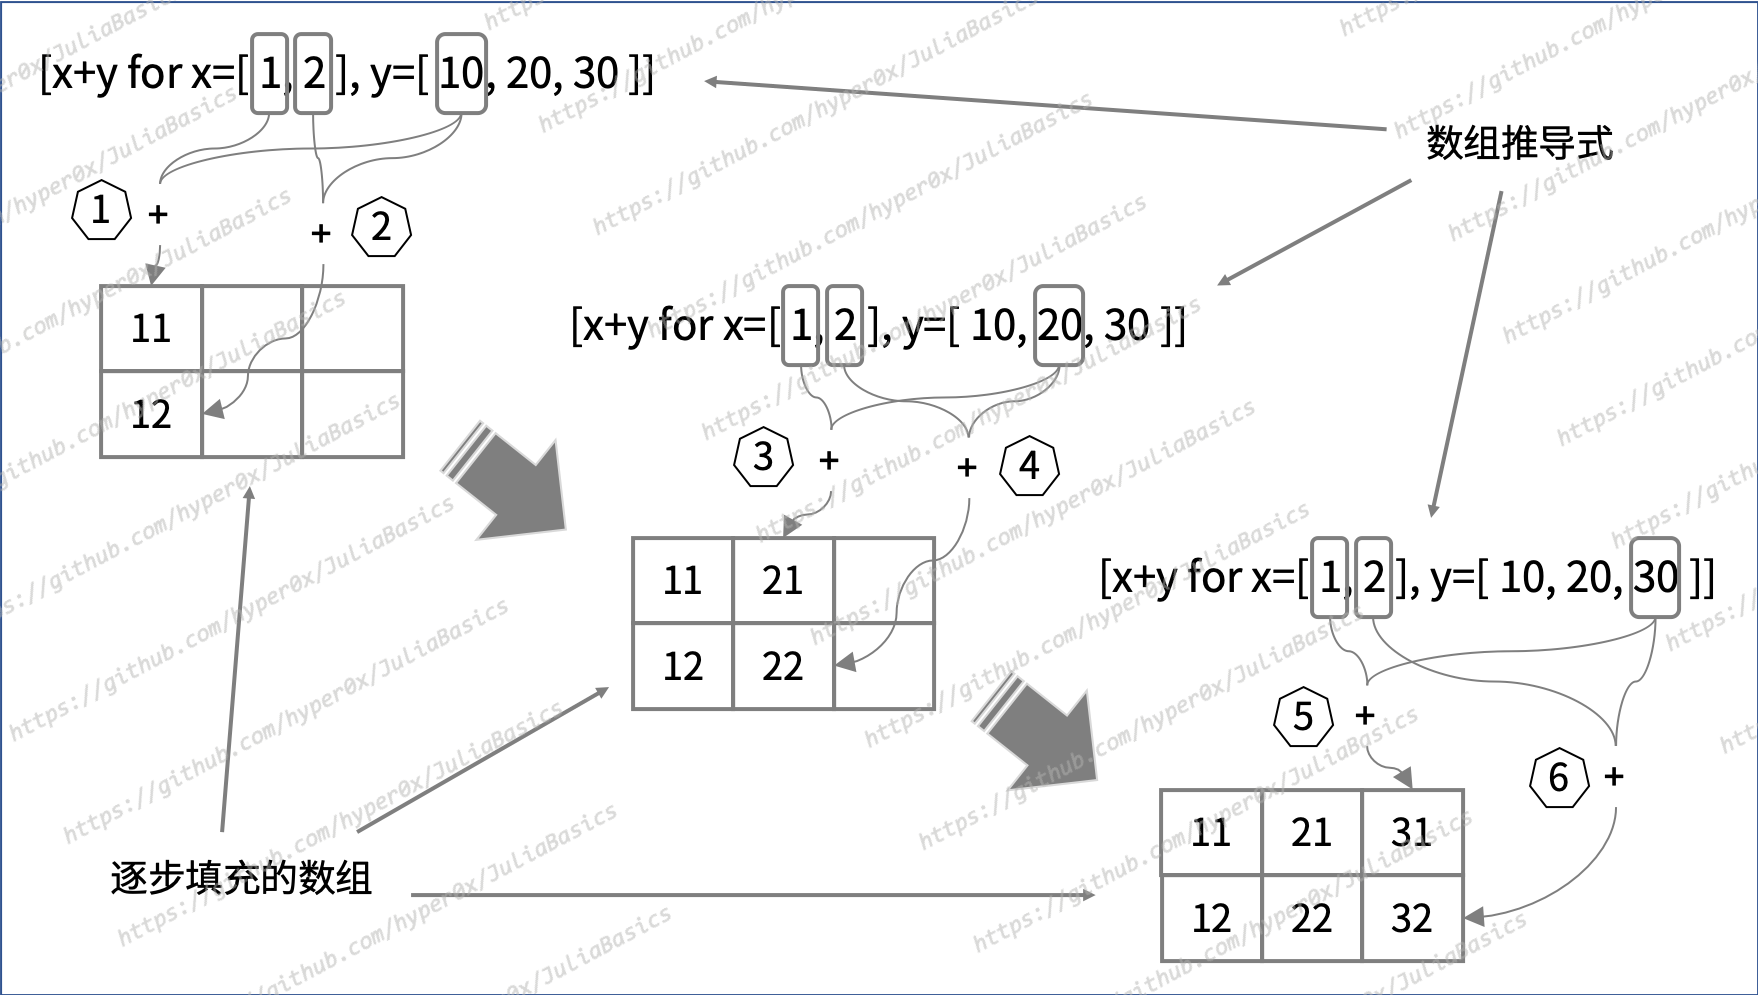 [x+y for x=[ 1, 2 ], y=[ 10, 20, 30 ]]
数组推导式
1 +
+ 2
11
12
[x+y for x=[ 1, 2 ], y=[ 10, 20, 30 ]]
3 +
+ 4
11 21
12 22
[x+y for x=[ 1, 2 ], y=[ 10, 20, 30 ]]
5 +
6 +
11 21 31
12 22 32
逐步填充的数组
https://github.com/hyper0x/JuliaBasics